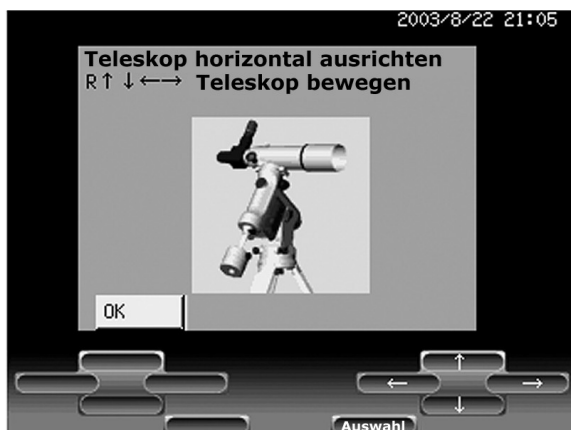 2003/8/22 21:05
Teleskop horizontal ausrichten
R↑ ↓←→ Teleskop bewegen
OK
↑
← →
↓
Auswahl